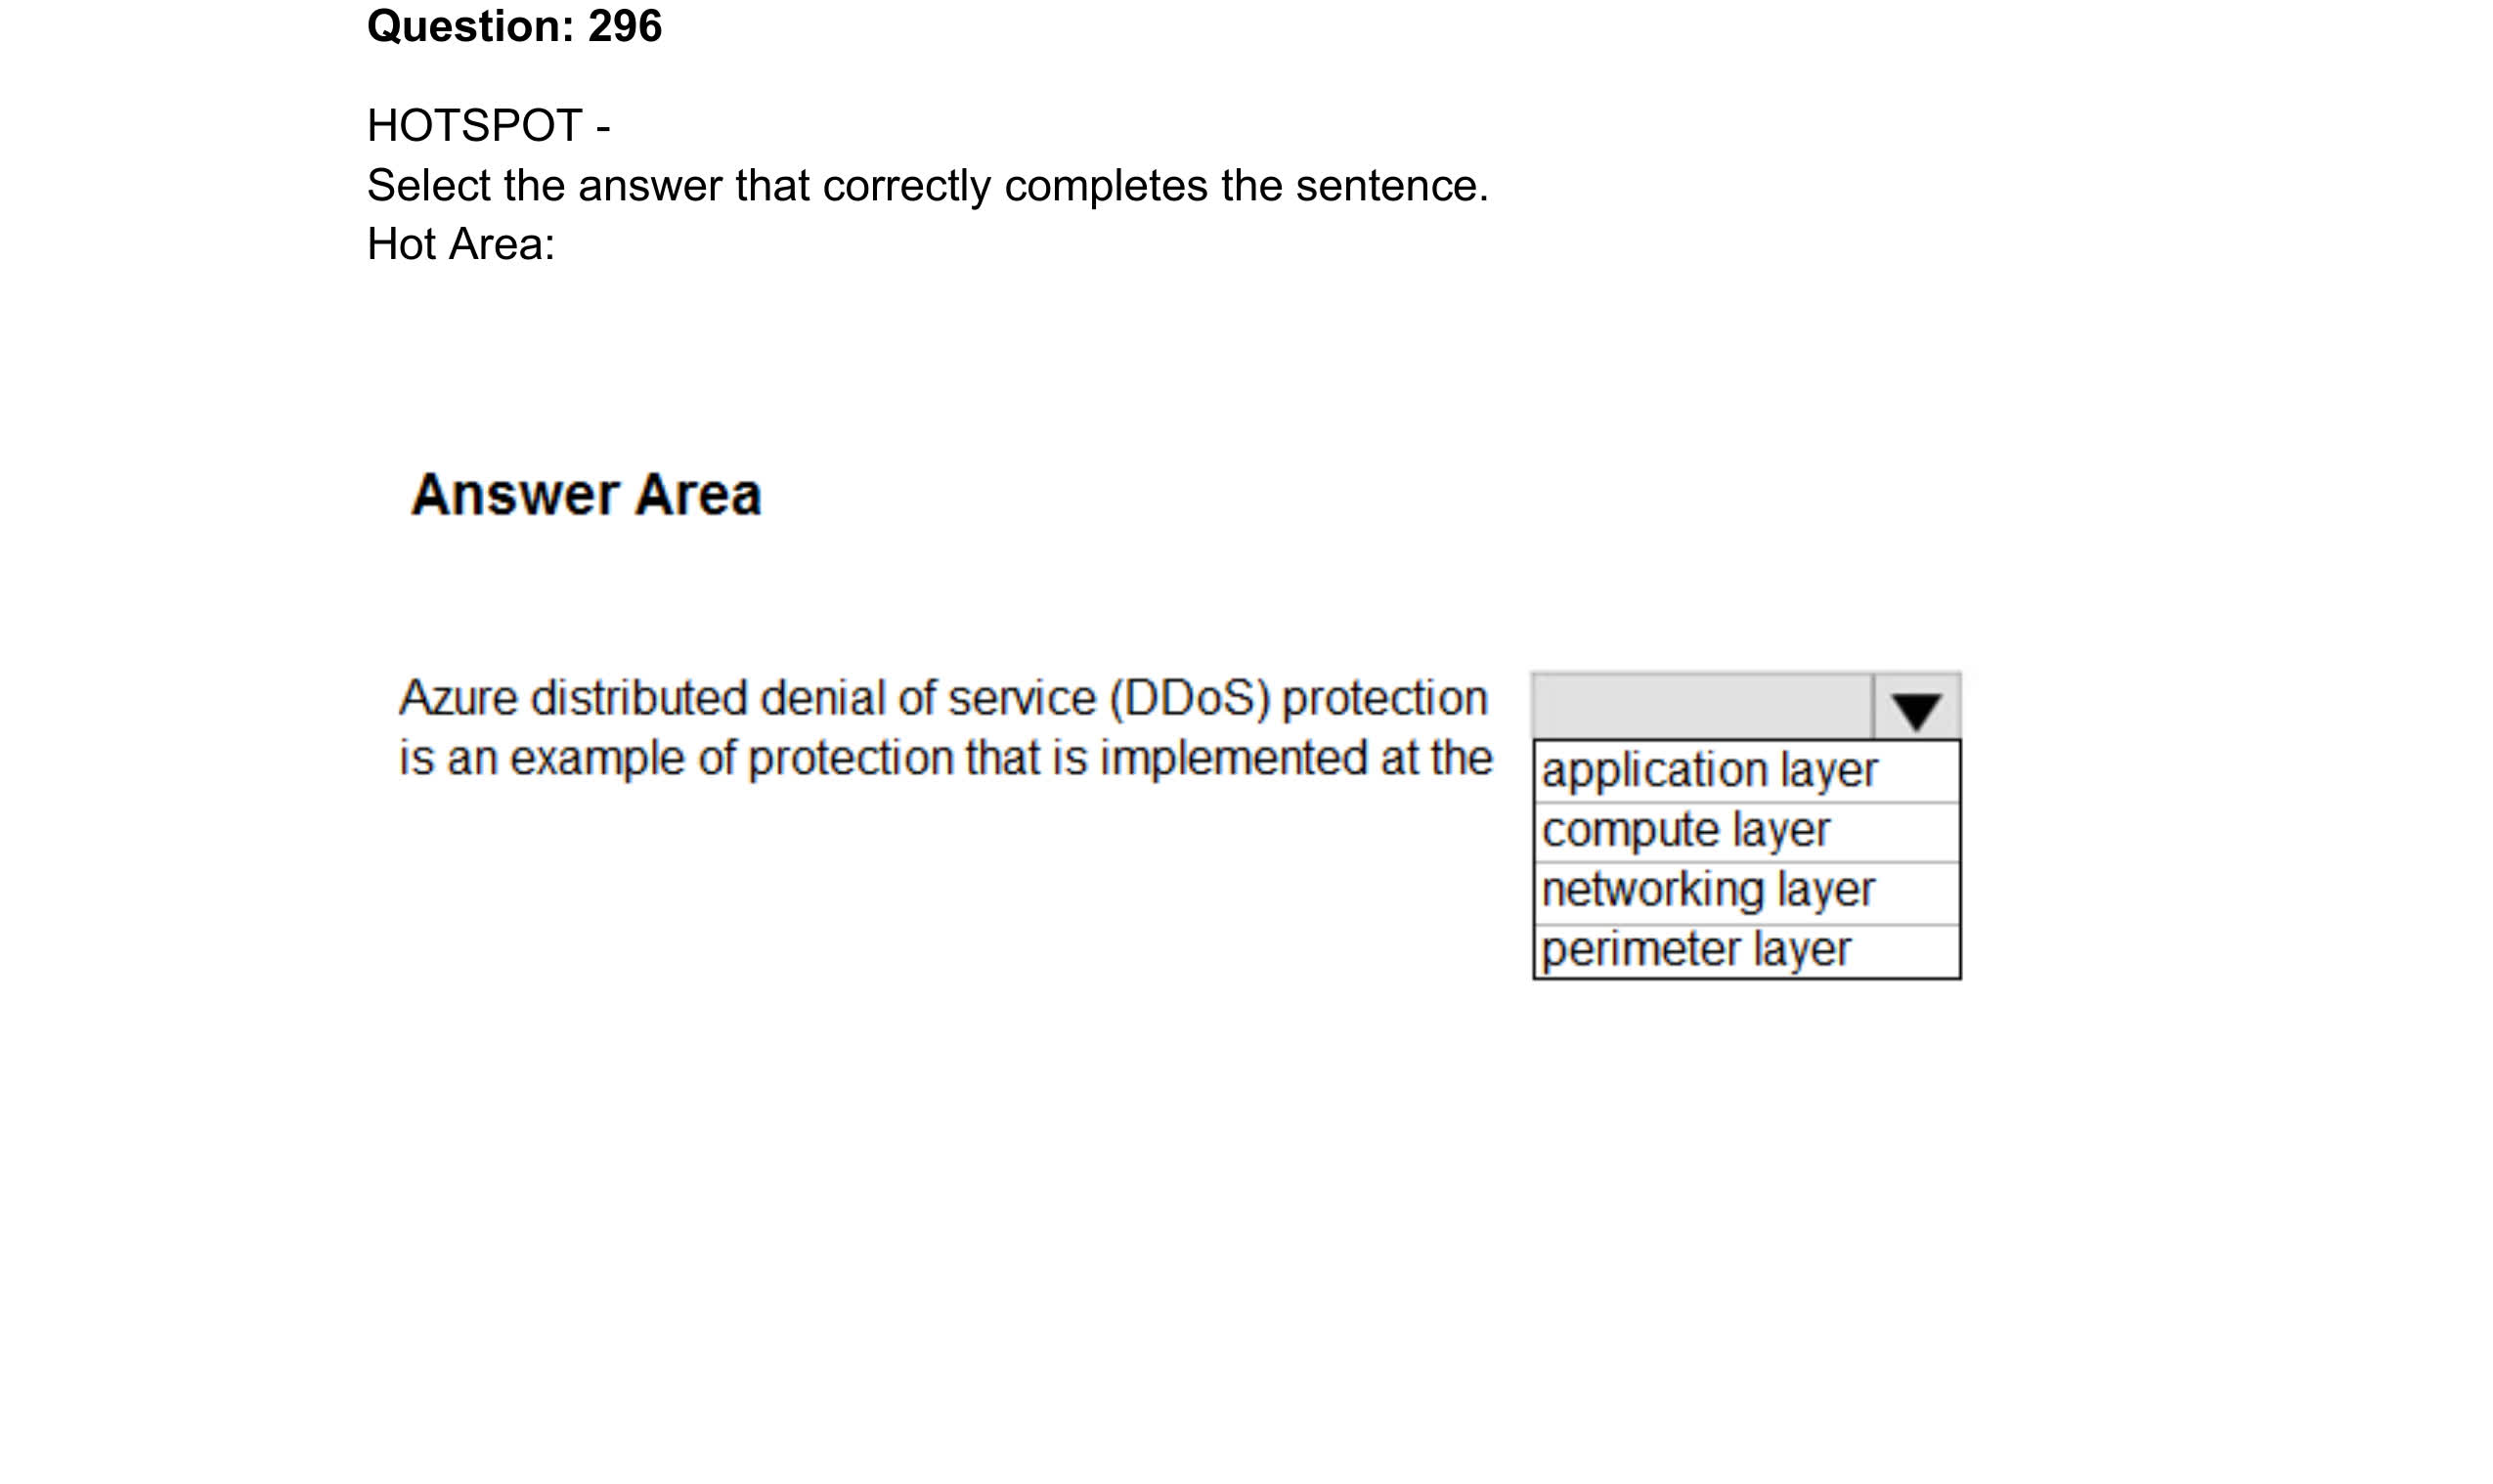 Question: 296
HOTSPOT -
Select the answer that correctly completes the sentence.
Hot Area:
Answer Area
Azure distributed denial of service (DDoS) protection
is an example of protection that is implemented at the
application layer
compute layer
networking layer
perimeter layer